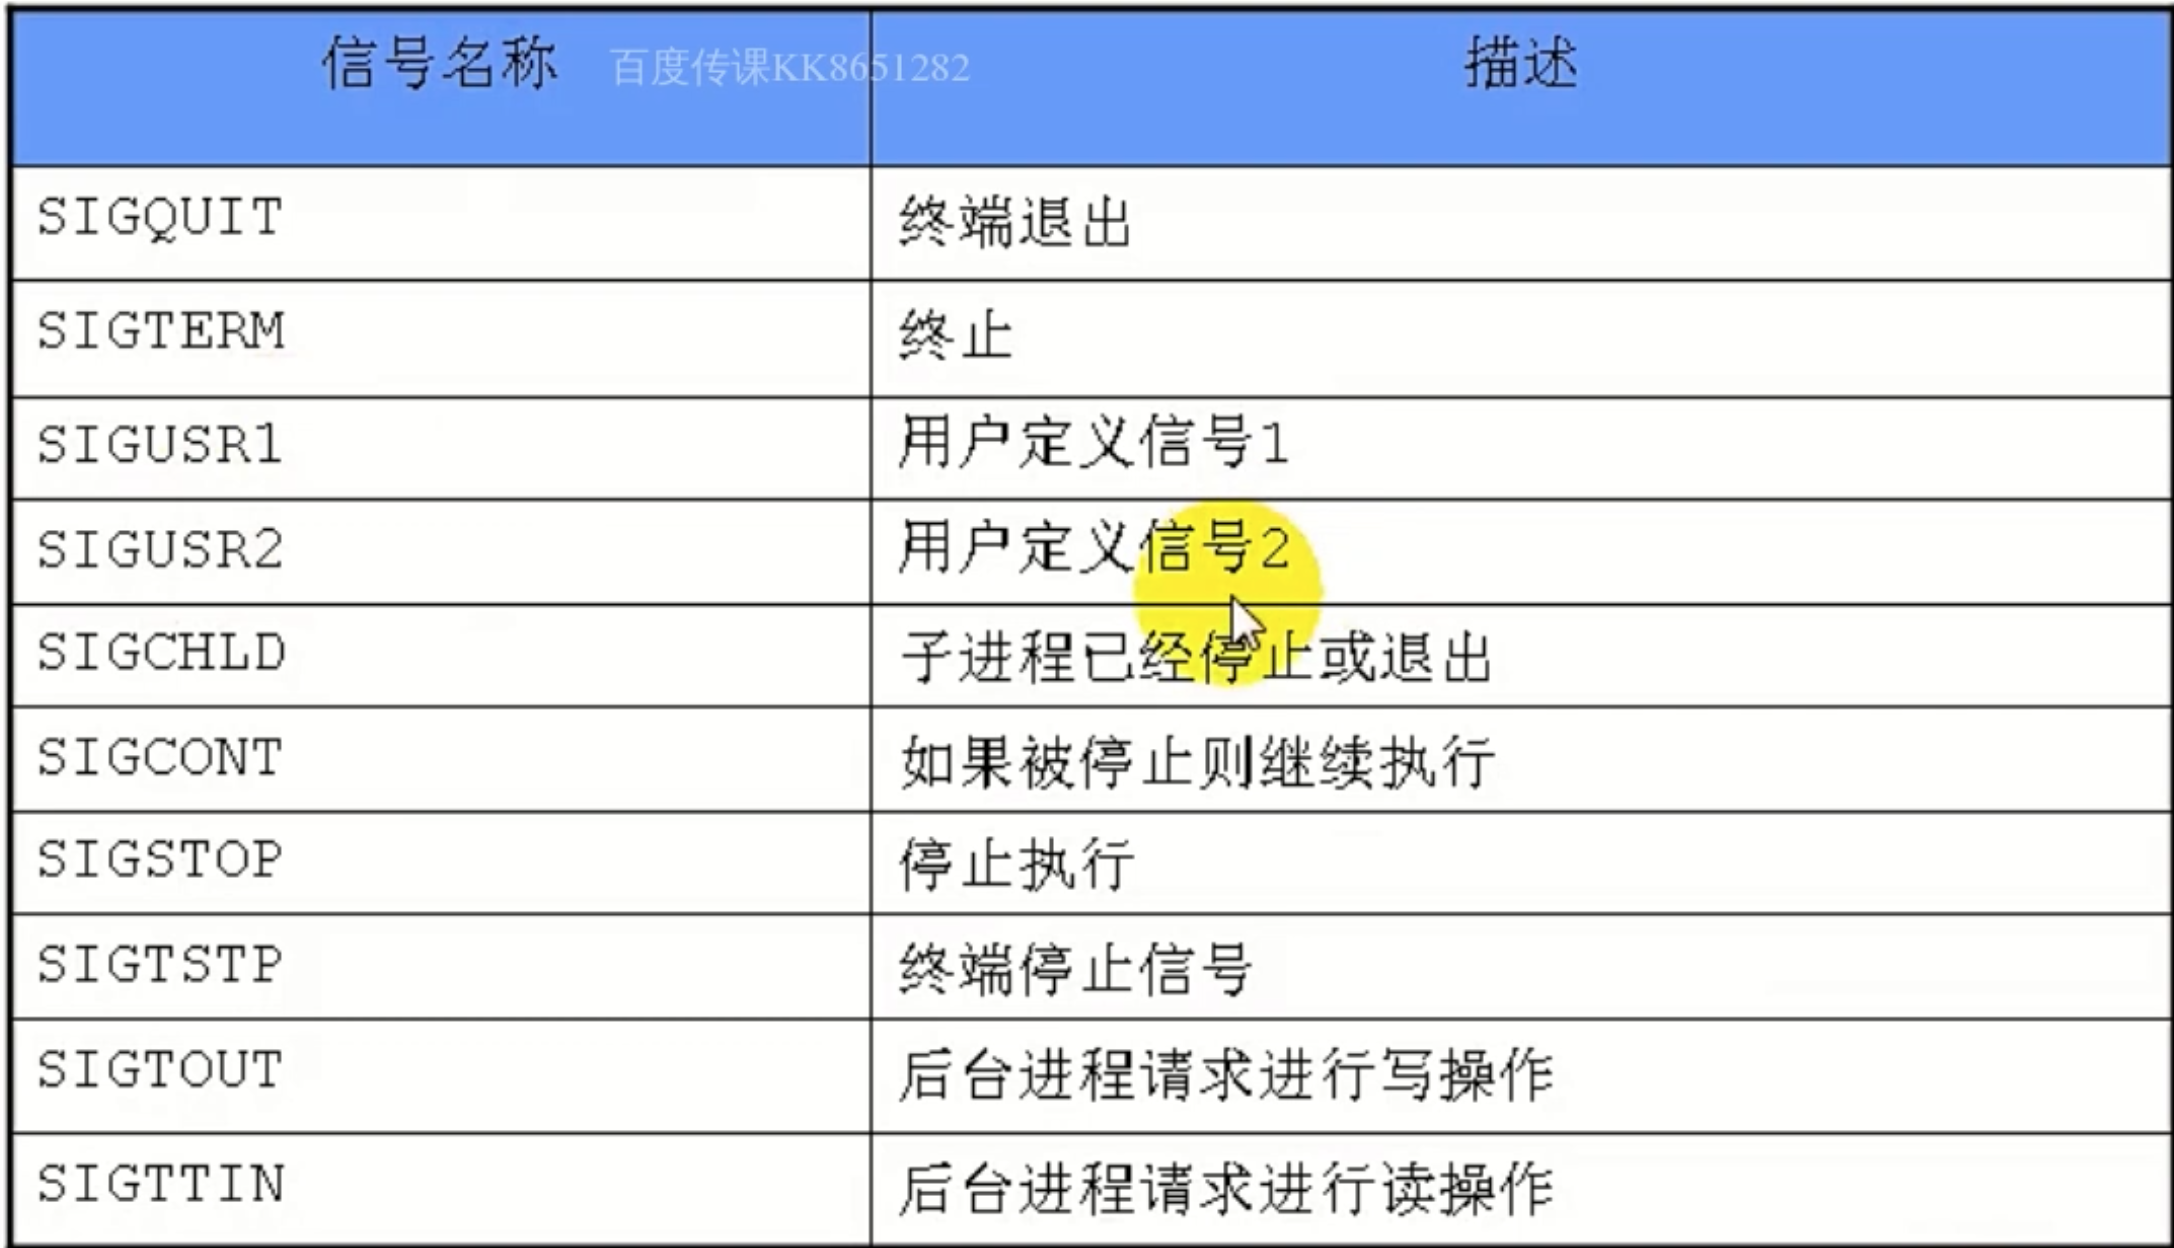 信号名称 描述
百度传课KK8651282
SIGQUIT 终端退出
SIGTERM 终止
SIGUSR1 用户定义信号1
SIGUSR2 用户定义信号2
SIGCHLD 子进程已经停止或退出
SIGCONT 如果被停止则继续执行
SIGSTOP 停止执行
SIGTSTP 终端停止信号
SIGTOUT 后台进程请求进行写操作
SIGTTIN 后台进程请求进行读操作